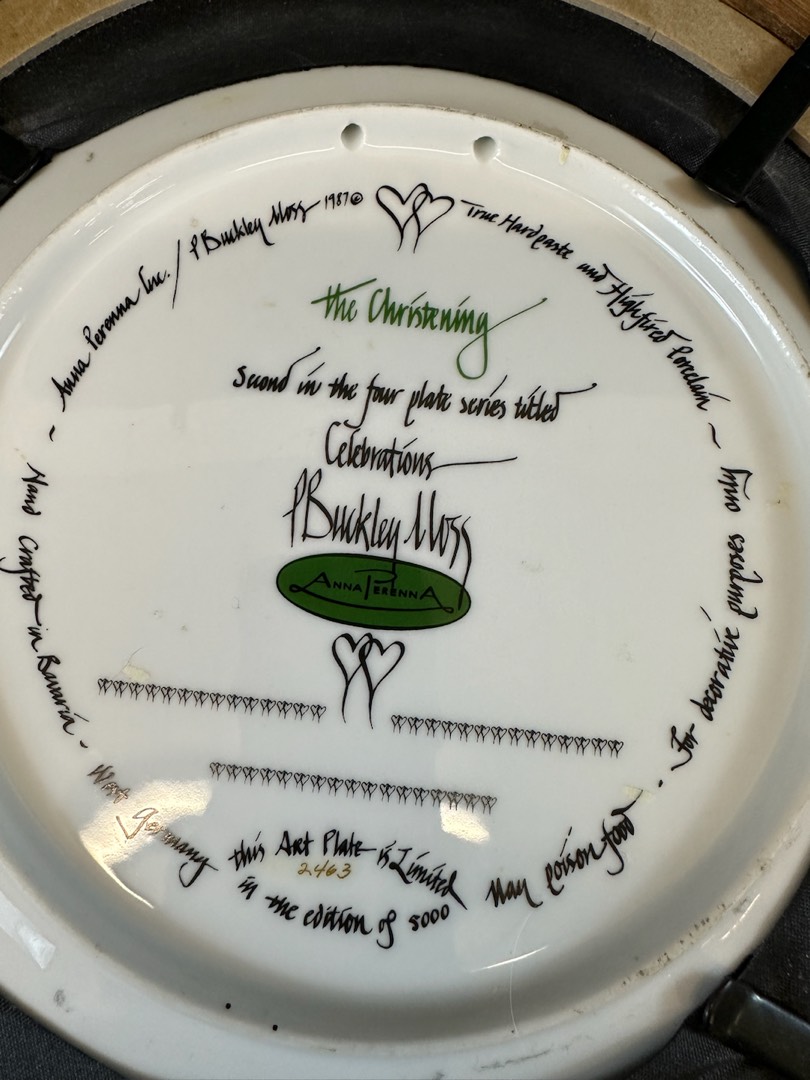 Anna Perenna Inc. / P Buckley Moss 1987©
True Hardpaste and Highfired Porcelain ~
For decorative purposes only
May poison food
~ Hand Crafted in Bavaria -
West Germany
the Christening
Second in the four plate series titled
Celebrations
P Buckley Moss
ANNA PERENNA
this Art Plate is Limited
2463
in the edition of 5000